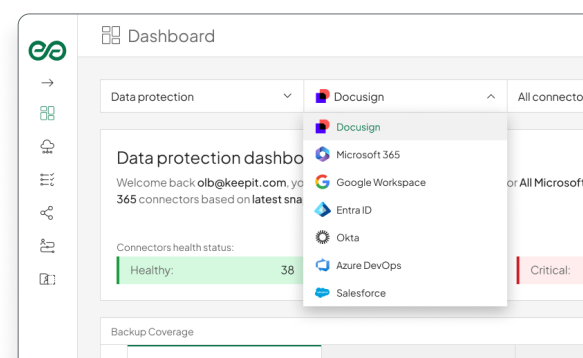 Dashboard
Data protection
Docusign
All connecto
Docusign
Microsoft 365
Google Workspace
Entra ID
Okta
Azure DevOps
Salesforce
Data protection dashbo
Welcome back olb@keepit.com, yo
or All Microsoft
365 connectors based on latest sna
Connectors health status:
Healthy: 38
Critical:
Backup Coverage